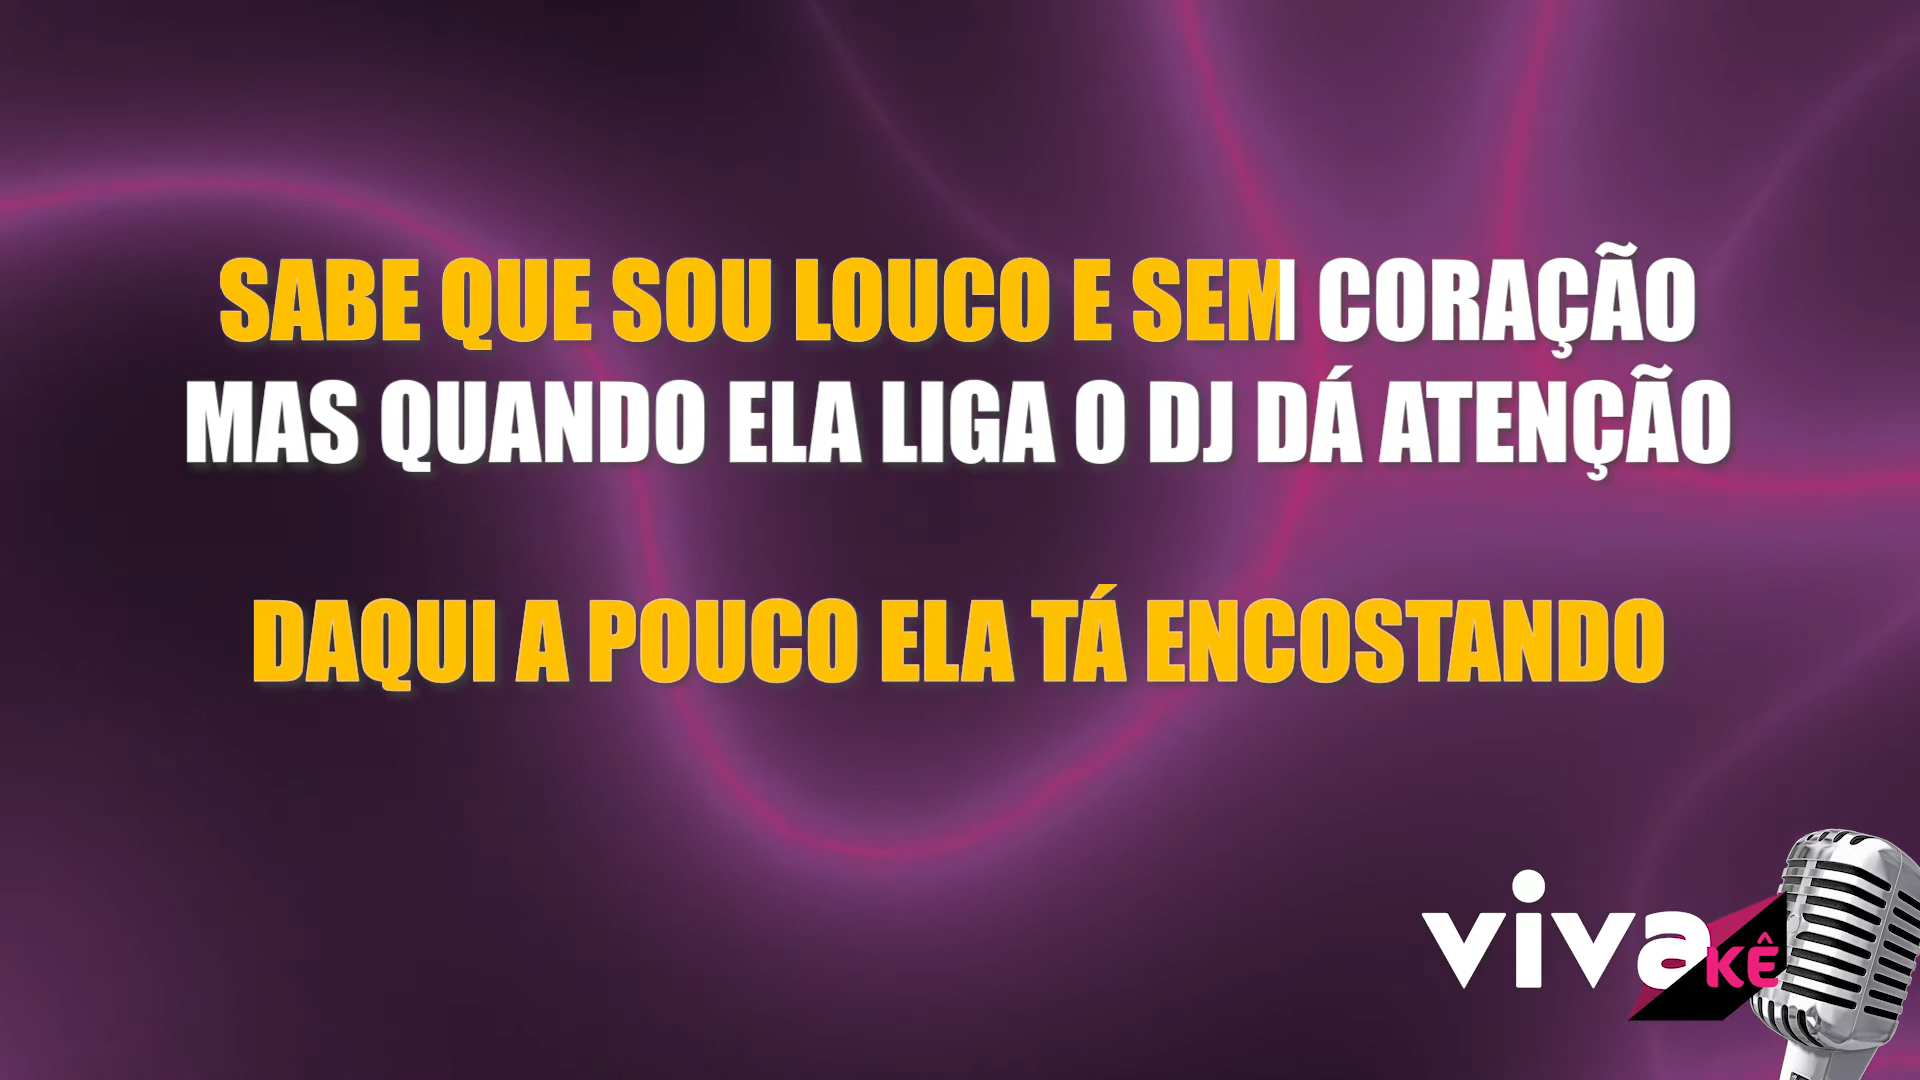 SABE QUE SOU LOUCO E SEM CORAÇÃO
MAS QUANDO ELA LIGA O DJ DÁ ATENÇÃO
DAQUI A POUCO ELA TÁ ENCOSTANDO
viva KÊ